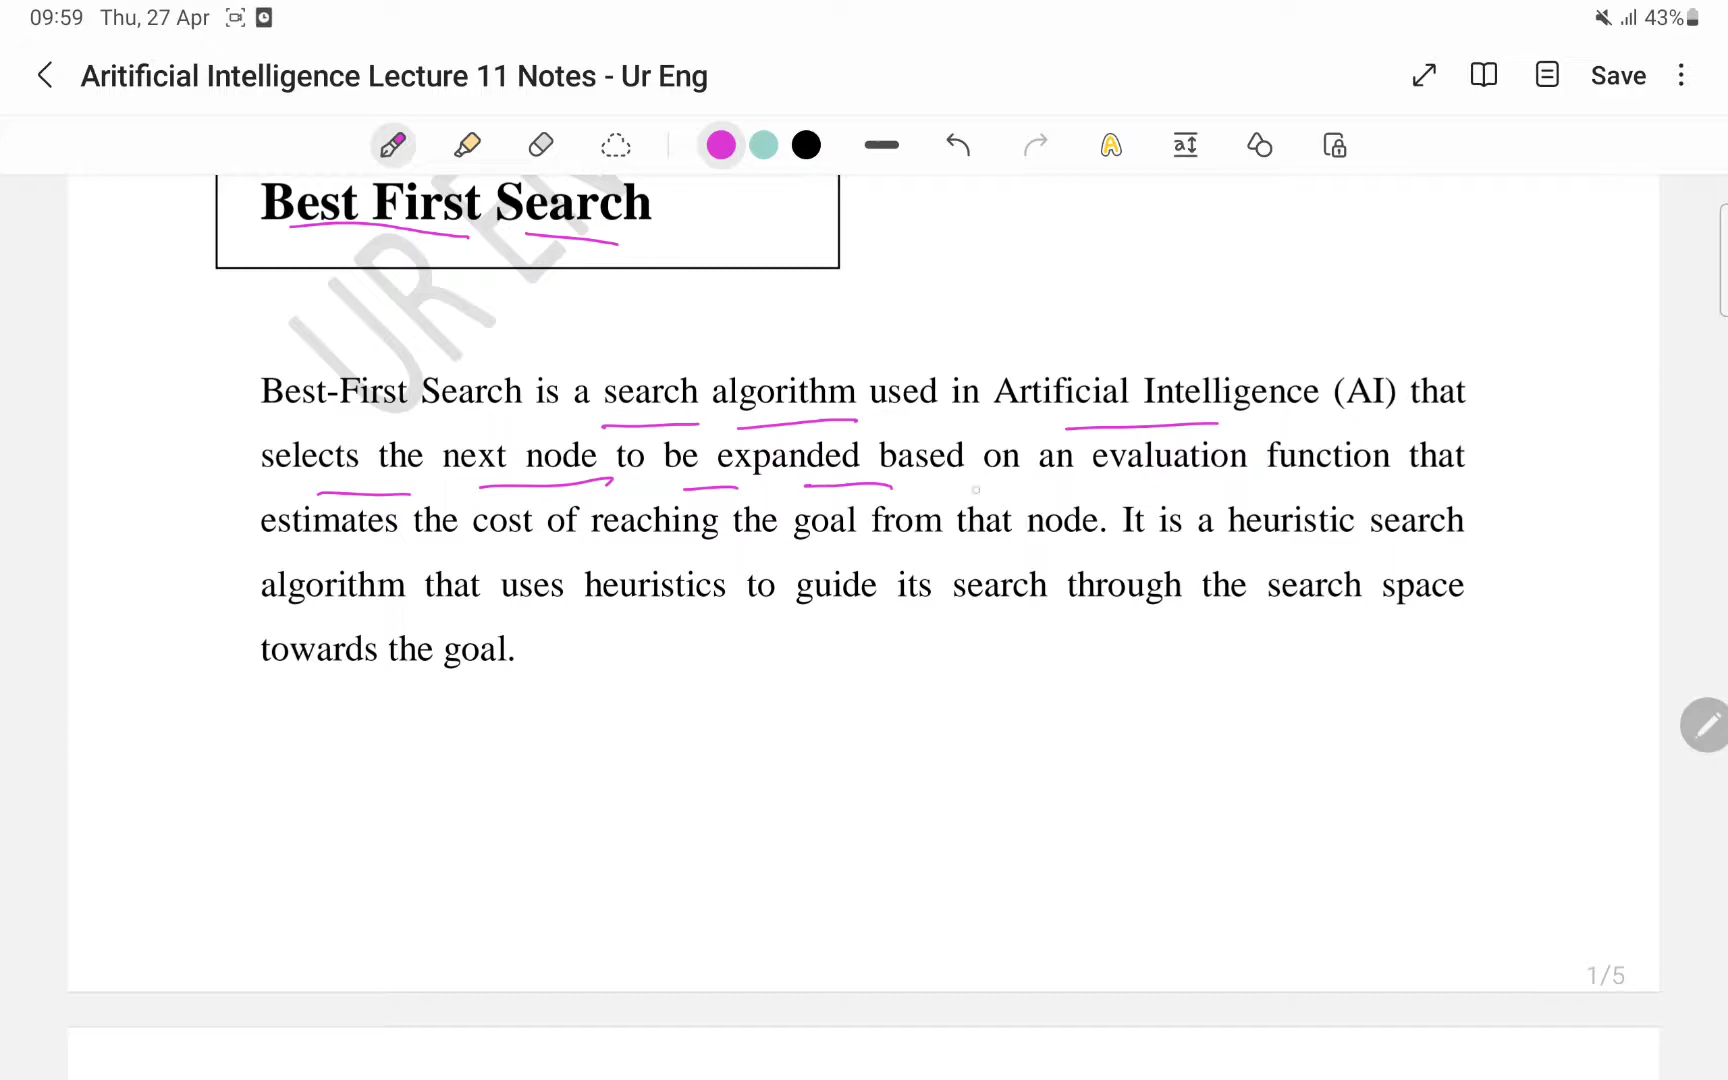 09:59 Thu, 27 Apr 43%
Aritificial Intelligence Lecture 11 Notes - Ur Eng Save
Best First Search
UR EN
Best-First Search is a search algorithm used in Artificial Intelligence (AI) that
selects the next node to be expanded based on an evaluation function that
estimates the cost of reaching the goal from that node. It is a heuristic search
algorithm that uses heuristics to guide its search through the search space
towards the goal.
1/5